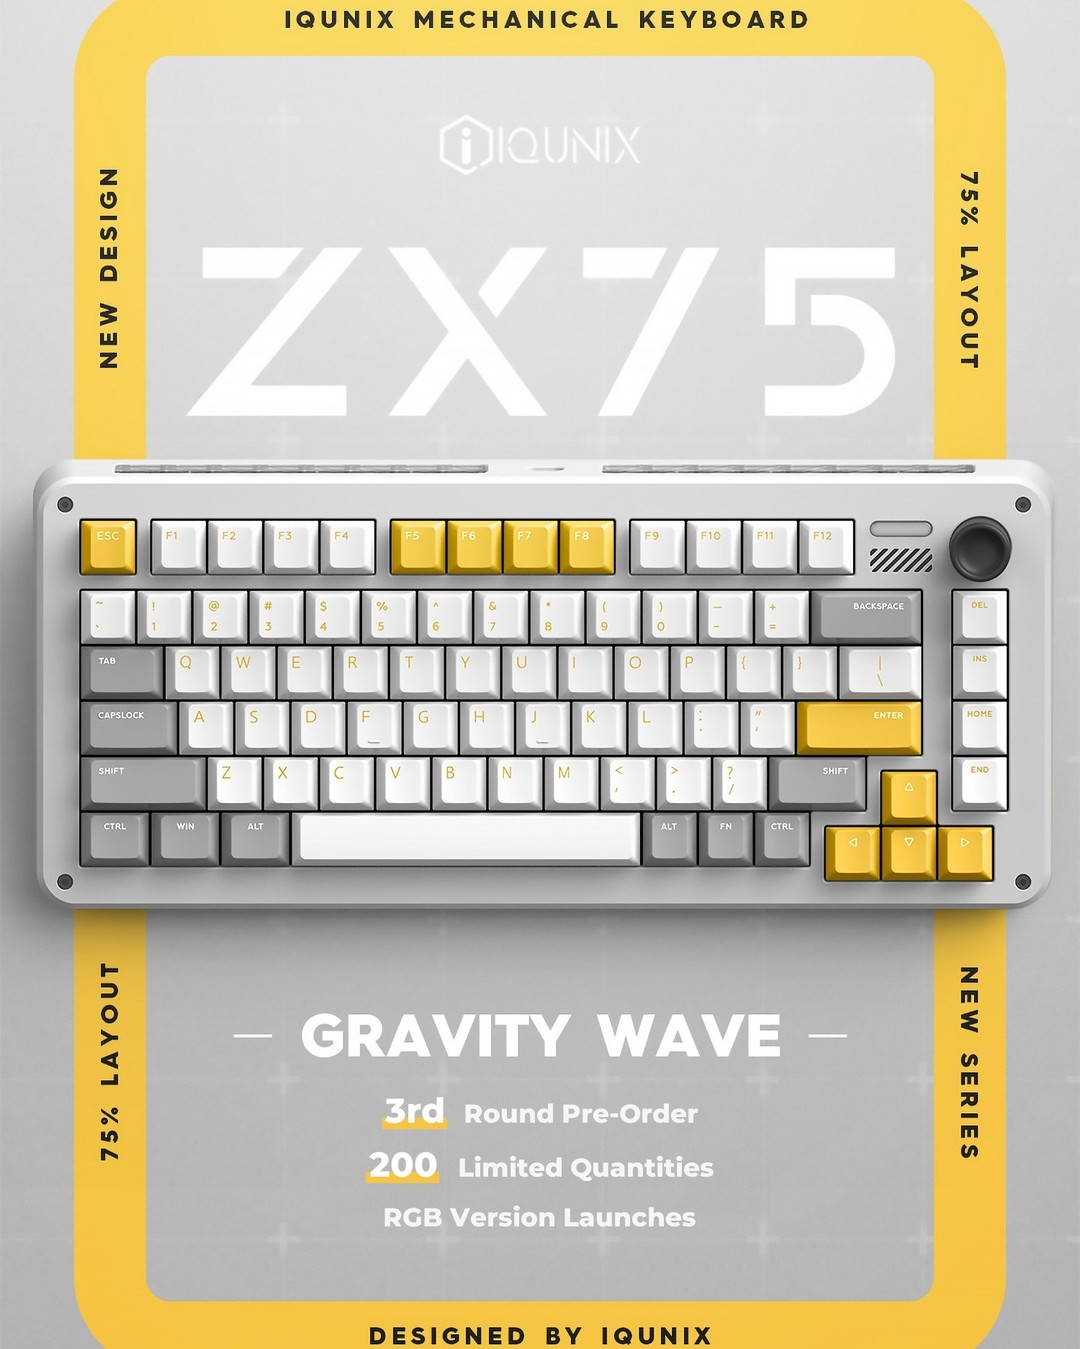 IQUNIX MECHANICAL KEYBOARD
IQUNIX
NEW DESIGN
75% LAYOUT
ZX75
ESC F1 F2 F3 F4 F5 F6 F7 F8 F9 F10 F11 F12
~ ! @ # $ % ^ & * ( ) — + BACKSPACE DEL
` 1 2 3 4 5 6 7 8 9 0 - =
TAB Q W E R T Y U I O P { } | \ INS
CAPSLOCK A S D F G H J K L : " ENTER HOME
. '
SHIFT Z X C V B N M < > ? SHIFT △ END
, . /
CTRL WIN ALT ALT FN CTRL ◁ ▽ ▷
75% LAYOUT
NEW SERIES
GRAVITY WAVE
3rd Round Pre-Order
200 Limited Quantities
RGB Version Launches
DESIGNED BY IQUNIX